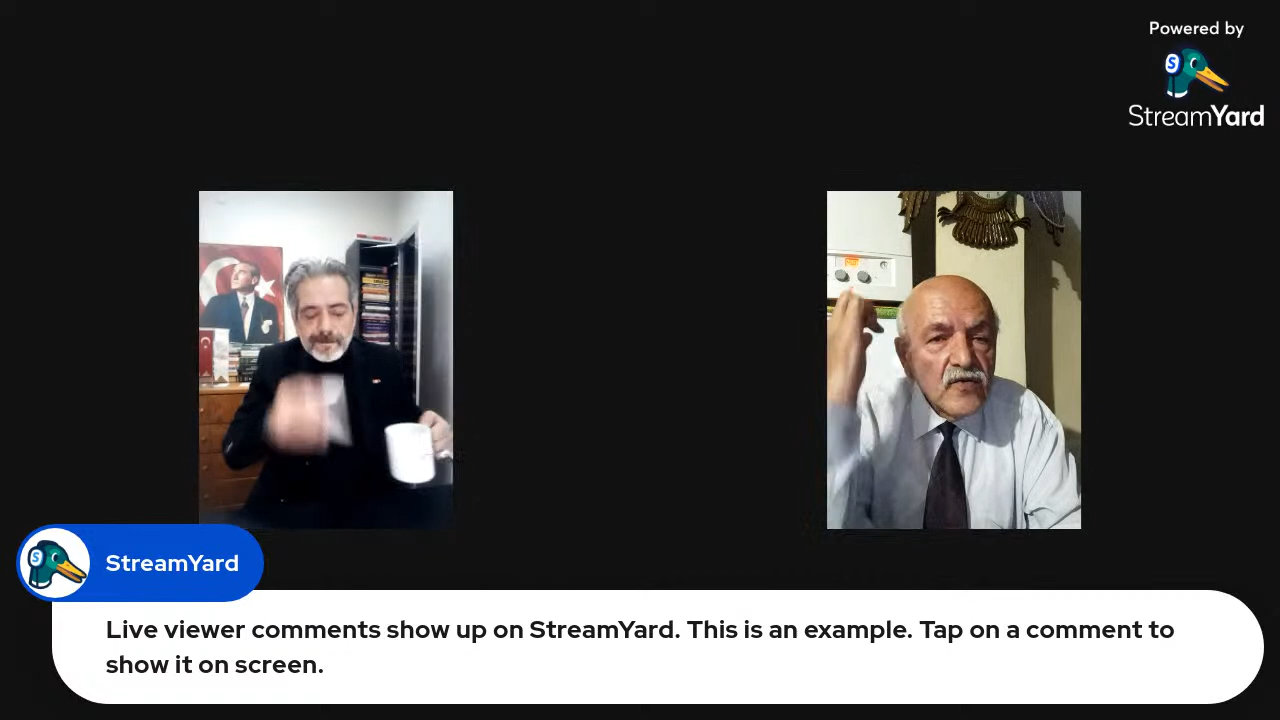 Powered by
StreamYard
StreamYard
Live viewer comments show up on StreamYard. This is an example. Tap on a comment to
show it on screen.